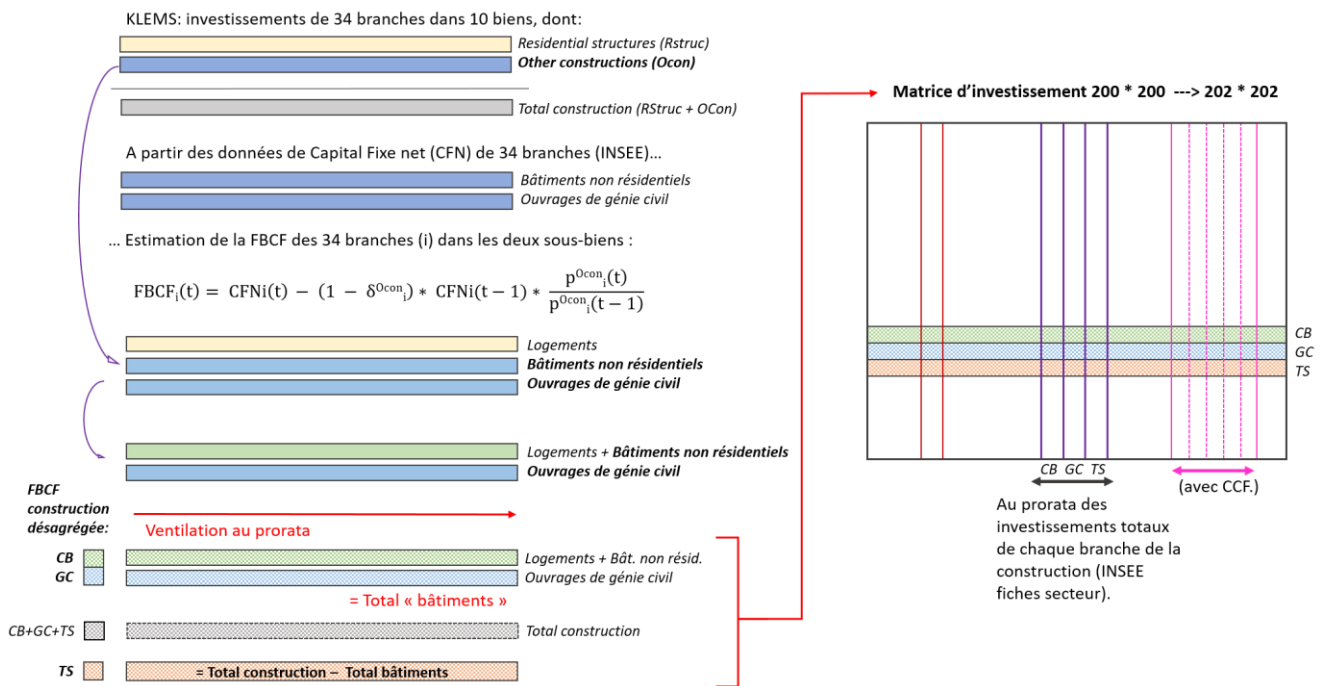 KLEMS: investissements de 34 branches dans 10 biens, dont:
Residential structures (Rstruc)
Other constructions (Ocon)
Total construction (RStruc + OCon)
A partir des données de Capital Fixe net (CFN) de 34 branches (INSEE)…
Bâtiments non résidentiels
Ouvrages de génie civil
… Estimation de la FBCF des 34 branches (i) dans les deux sous-biens :
FBCFᵢ(t) = CFNi(t) − (1 − δ^Ocon_i) ∗ CFNi(t − 1) ∗ p^Ocon_i(t) / p^Ocon_i(t − 1)
Logements
Bâtiments non résidentiels
Ouvrages de génie civil
Logements + Bâtiments non résidentiels
Ouvrages de génie civil
FBCF
construction
désagrégée:
Ventilation au prorata
CB
Logements + Bât. non résid.
GC
Ouvrages de génie civil
= Total « bâtiments »
CB+GC+TS
Total construction
TS
= Total construction – Total bâtiments
Matrice d'investissement 200 * 200 ---> 202 * 202
CB
GC
TS
CB GC TS
(avec CCF.)
Au prorata des
investissements totaux
de chaque branche de la
construction (INSEE
fiches secteur).